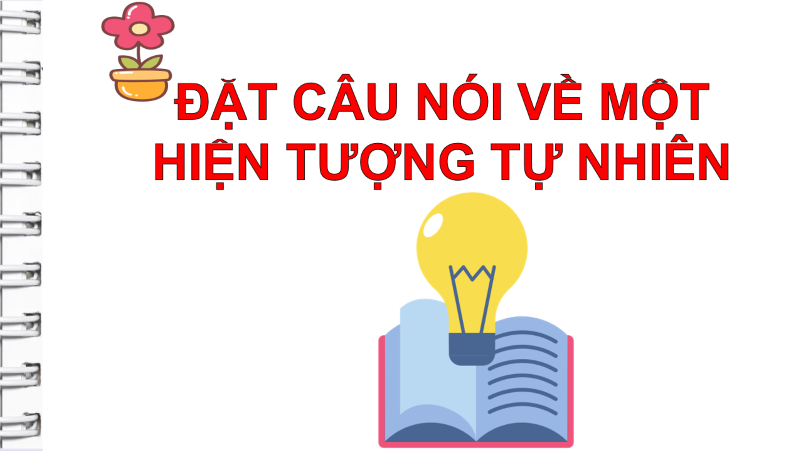 ĐẶT CÂU NÓI VỀ MỘT
HIỆN TƯỢNG TỰ NHIÊN